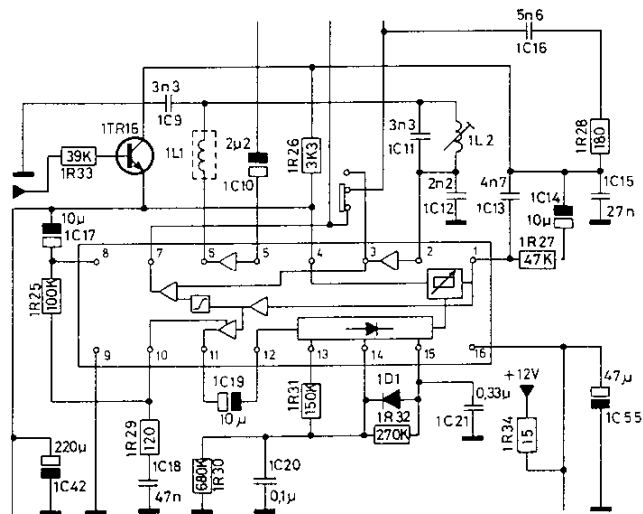 5n6
1C16
3n3
1C9
1TR16
39K
1R33
1L1
2µ2
1C10
1R26
3K3
3n3
1C11
1L2
2n2
1C12
4n7
1C13
1R28
180
1C14
10µ
1C15
27n
1R27
47K
10µ
1C17
1R25
100K
8
7
6
5
4
3
2
1
9
10
11
12
13
14
15
16
1C19
10µ
1R31
150K
1D1
1R32
270K
0,33µ
1C21
+12V
1R34
15
47µ
1C55
220µ
1C42
1R29
120
1C18
47n
680K
1R30
1C20
0,1µ